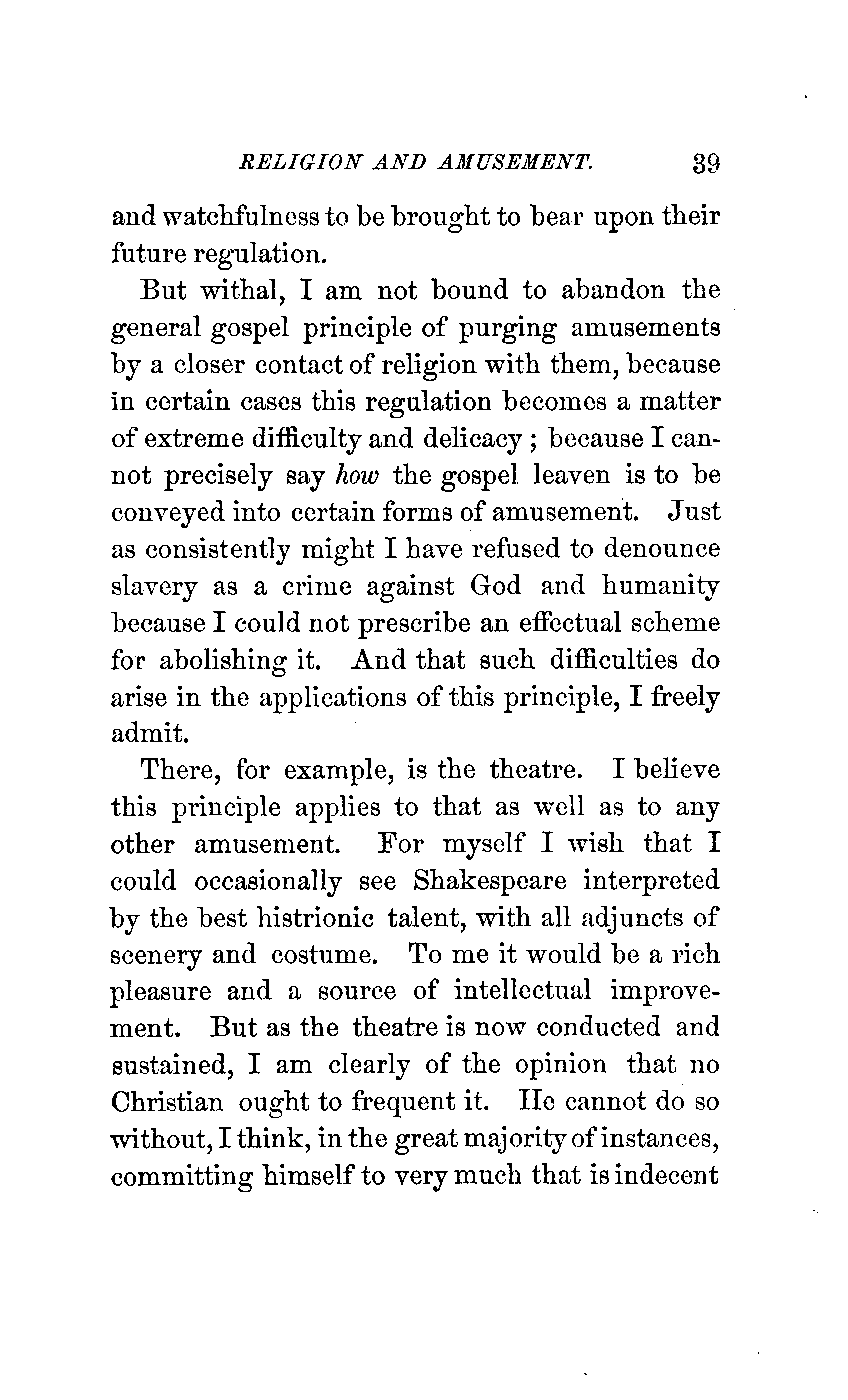 RELIGION AND AMUSEMENT. 39
and watchfulness to be brought to bear upon their
future regulation.
But withal, I am not bound to abandon the
general gospel principle of purging amusements
by a closer contact of religion with them, because
in certain cases this regulation becomes a matter
of extreme difficulty and delicacy ; because I can-
not precisely say how the gospel leaven is to be
conveyed into certain forms of amusement. Just
as consistently might I have refused to denounce
slavery as a crime against God and humanity
because I could not prescribe an effectual scheme
for abolishing it. And that such difficulties do
arise in the applications of this principle, I freely
admit.
There, for example, is the theatre. I believe
this principle applies to that as well as to any
other amusement. For myself I wish that I
could occasionally see Shakespeare interpreted
by the best histrionic talent, with all adjuncts of
scenery and costume. To me it would be a rich
pleasure and a source of intellectual improve-
ment. But as the theatre is now conducted and
sustained, I am clearly of the opinion that no
Christian ought to frequent it. He cannot do so
without, I think, in the great majority of instances,
committing himself to very much that is indecent